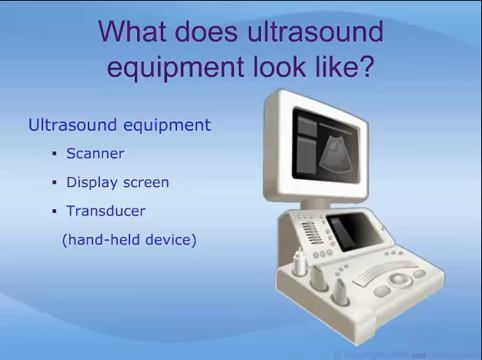 What does ultrasound
equipment look like?
Ultrasound equipment
▪ Scanner
▪ Display screen
▪ Transducer
(hand-held device)